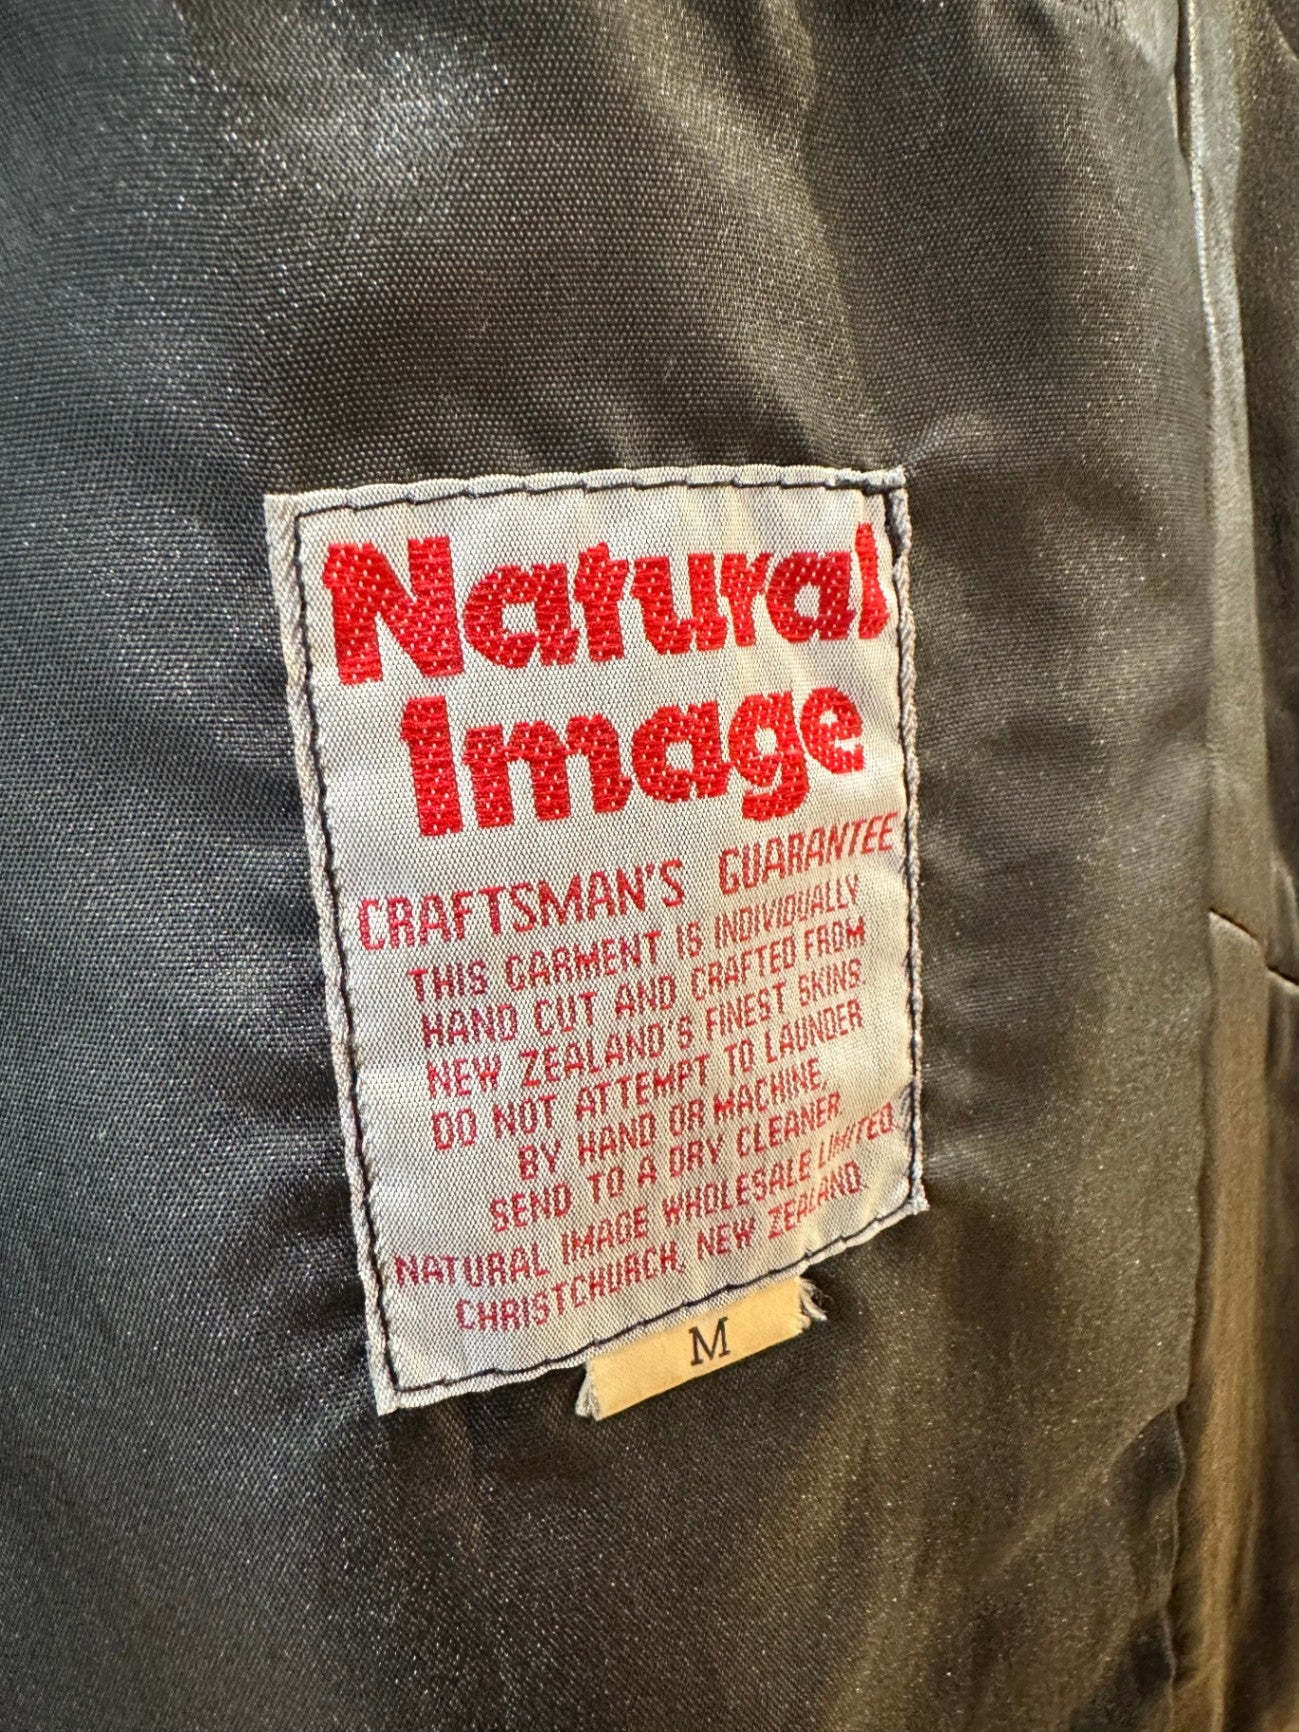 Natural
Image
CRAFTSMAN'S GUARANTEE
THIS GARMENT IS INDIVIDUALLY
HAND CUT AND CRAFTED FROM
NEW ZEALAND'S FINEST SKINS.
DO NOT ATTEMPT TO LAUNDER
BY HAND OR MACHINE,
SEND TO A DRY CLEANER
NATURAL IMAGE WHOLESALE LIMITED.
CHRISTCHURCH, NEW ZEALAND.
M